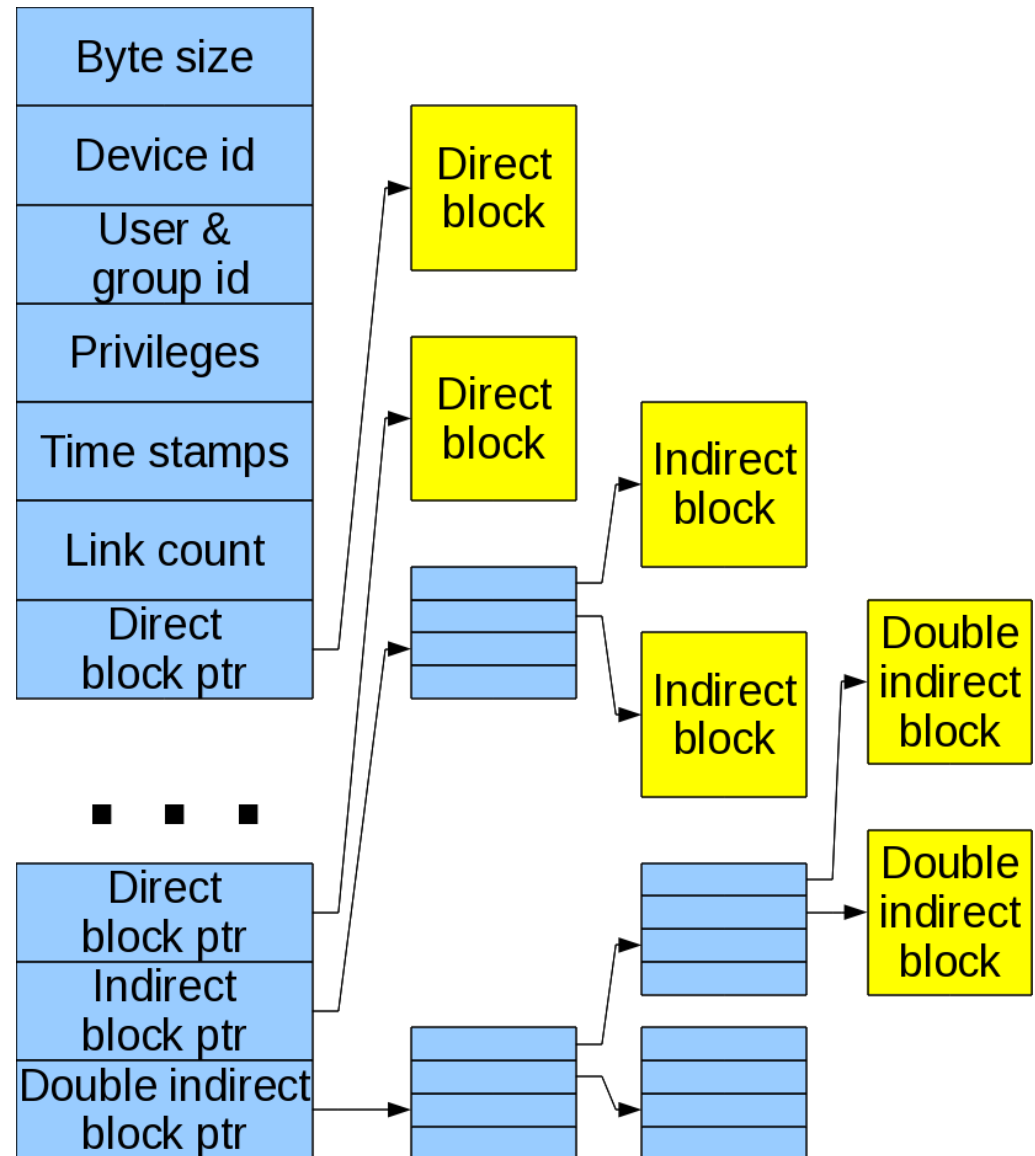 Byte size
Device id
User &
group id
Privileges
Time stamps
Link count
Direct
block ptr
. . .
Direct
block ptr
Indirect
block ptr
Double indirect
block ptr
Direct
block
Direct
block
Indirect
block
Indirect
block
Double
indirect
block
Double
indirect
block